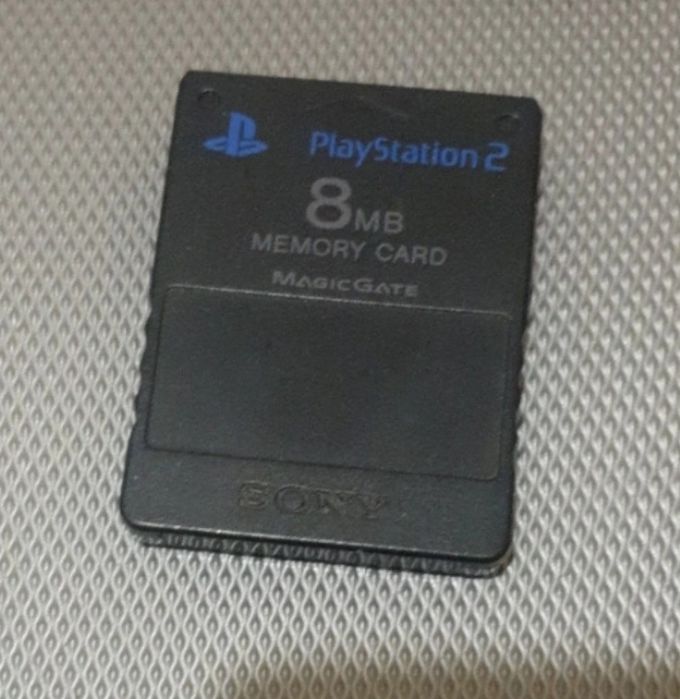 PlayStation 2
8MB
MEMORY CARD
MAGICGATE
SONY